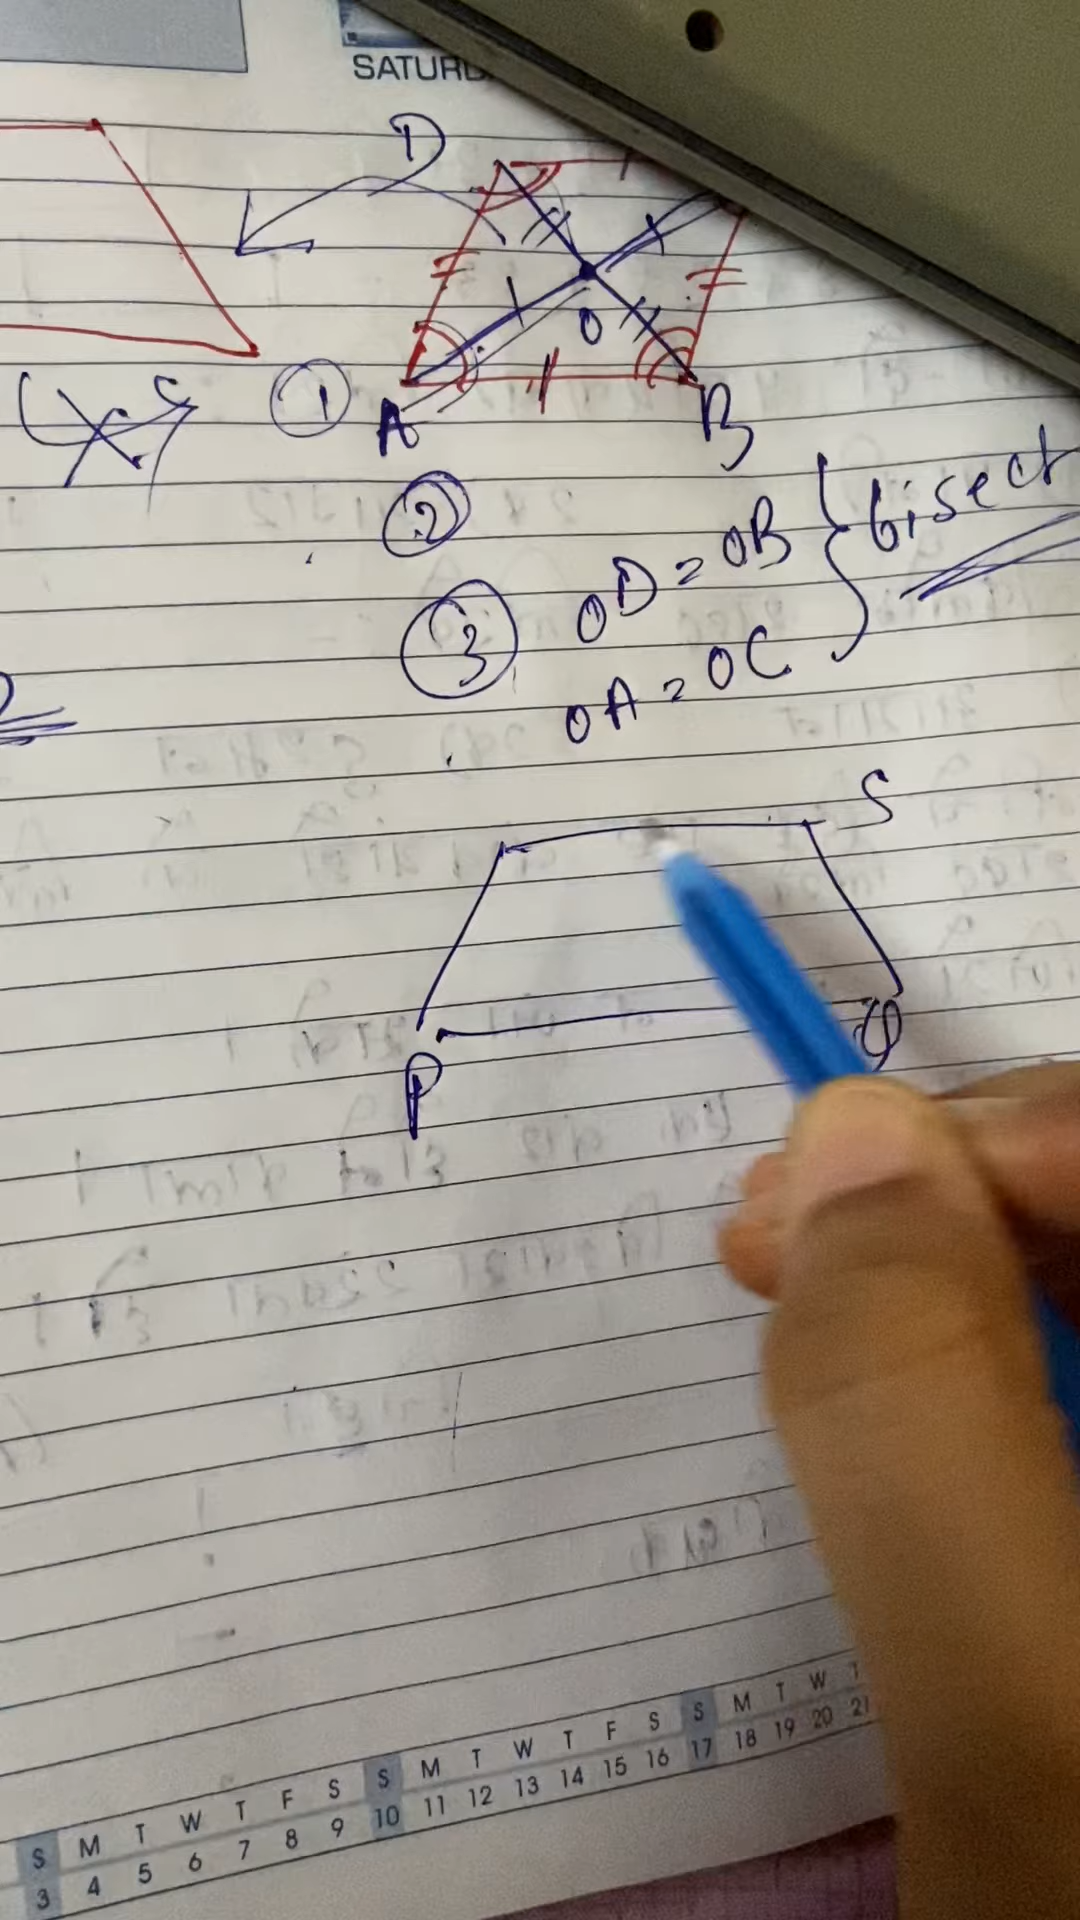 SATURD
D
O
1
A
B
2
3
OD = OB
OA = OC
bisect
S
P
Q
S M T W T F S S M T W T F S S M T W T
3 4 5 6 7 8 9 10 11 12 13 14 15 16 17 18 19 20 21